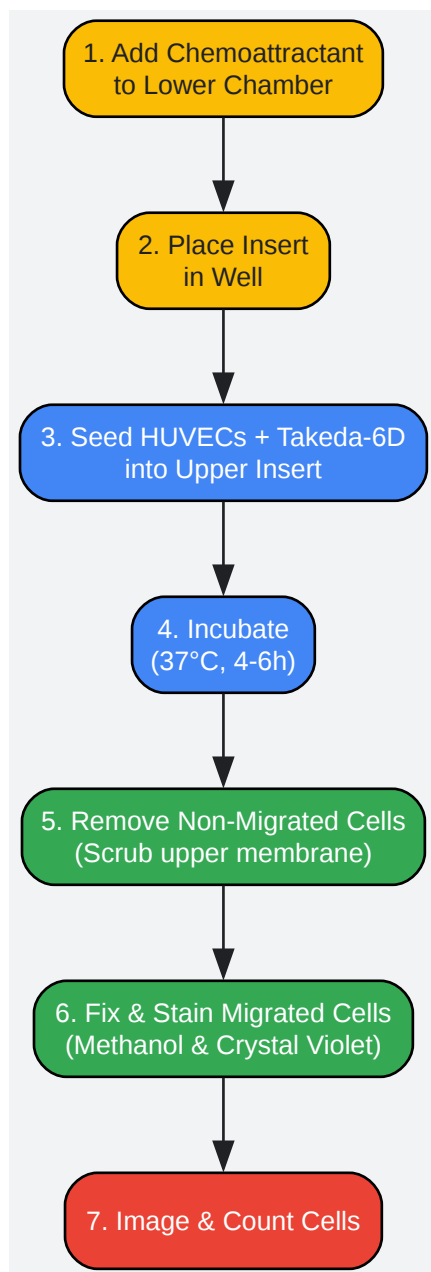 1. Add Chemoattractant
to Lower Chamber
2. Place Insert
in Well
3. Seed HUVECs + Takeda-6D
into Upper Insert
4. Incubate
(37°C, 4-6h)
5. Remove Non-Migrated Cells
(Scrub upper membrane)
6. Fix & Stain Migrated Cells
(Methanol & Crystal Violet)
7. Image & Count Cells